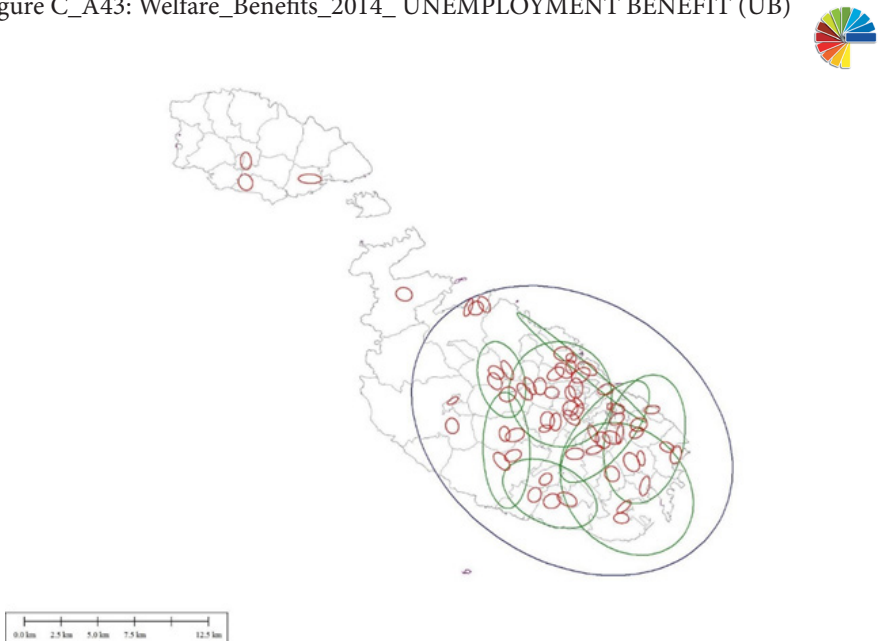 igure C_A43: Welfare_Benefits_2014_ UNEMPLOYMENT BENEFIT (UB)
0.0 km 2.5 km 5.0 km 7.5 km 12.5 km